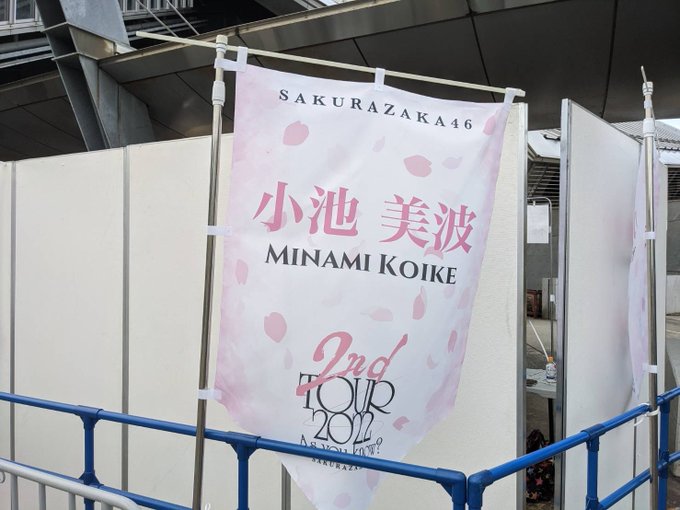 SAKURAZAKA46
小池 美波
MINAMI KOIKE
2nd
TOUR
2022
AS YOU KNOW?